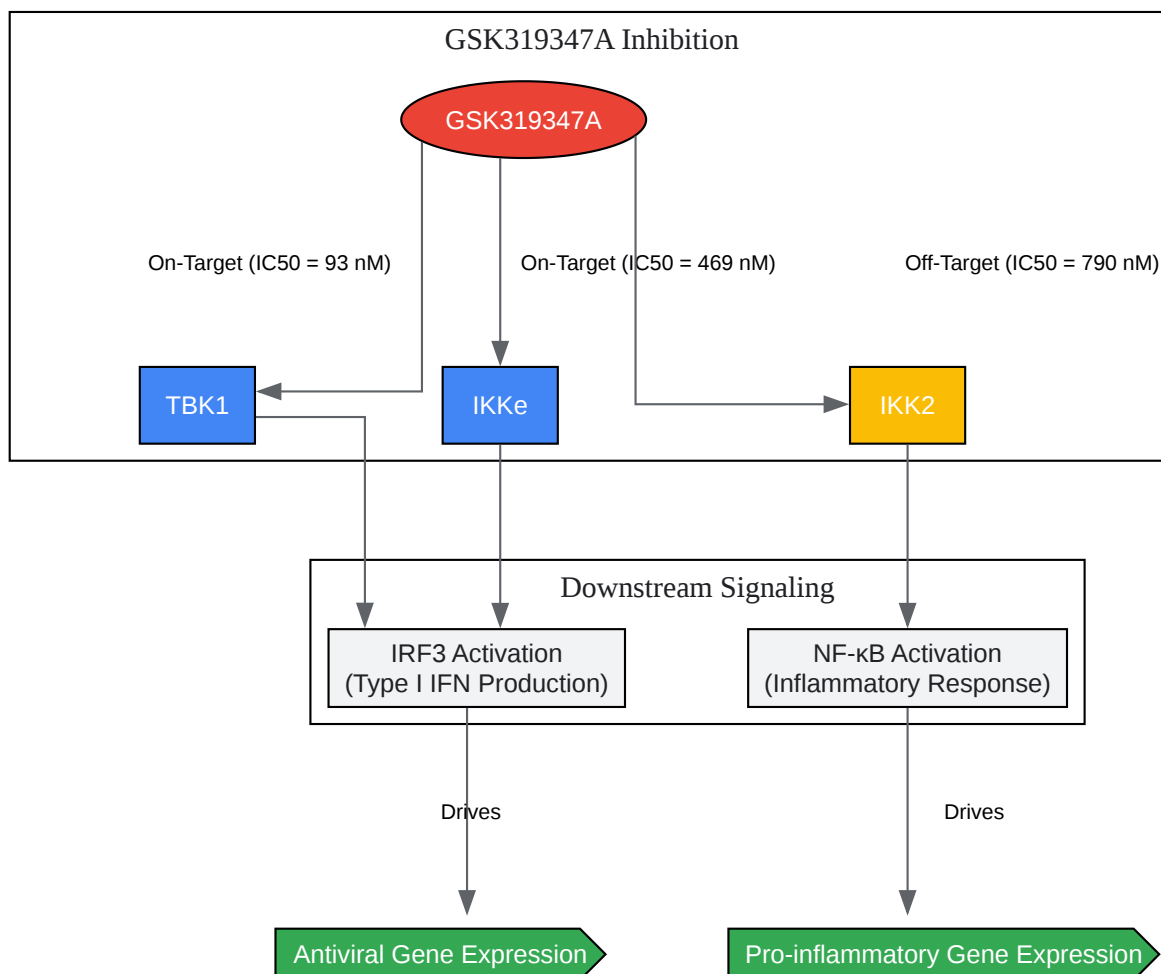 GSK319347A Inhibition
GSK319347A
On-Target (IC50 = 93 nM)
On-Target (IC50 = 469 nM)
Off-Target (IC50 = 790 nM)
TBK1
IKKe
IKK2
Downstream Signaling
IRF3 Activation
(Type I IFN Production)
NF-κB Activation
(Inflammatory Response)
Drives
Drives
Antiviral Gene Expression
Pro-inflammatory Gene Expression